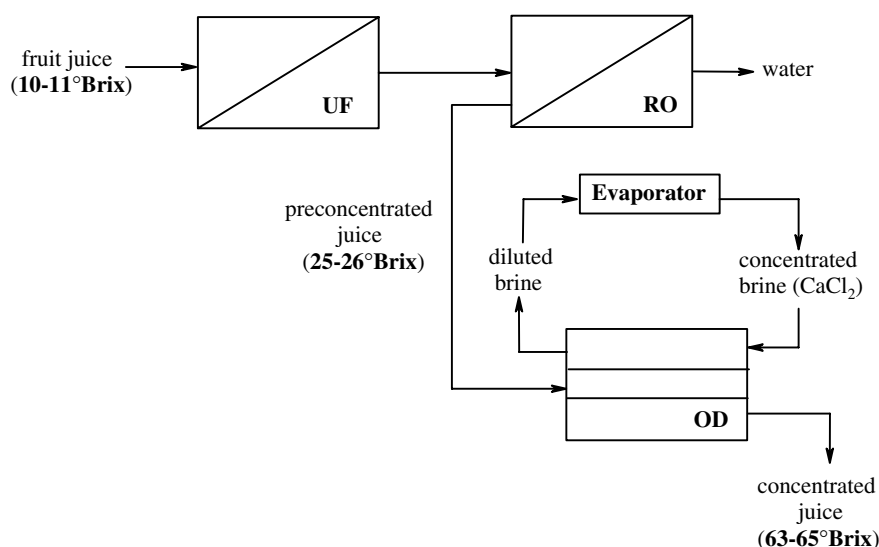 fruit juice
(10-11°Brix)
UF
RO
water
preconcentrated
juice
(25-26°Brix)
Evaporator
diluted
brine
concentrated
brine (CaCl₂)
OD
concentrated
juice
(63-65°Brix)